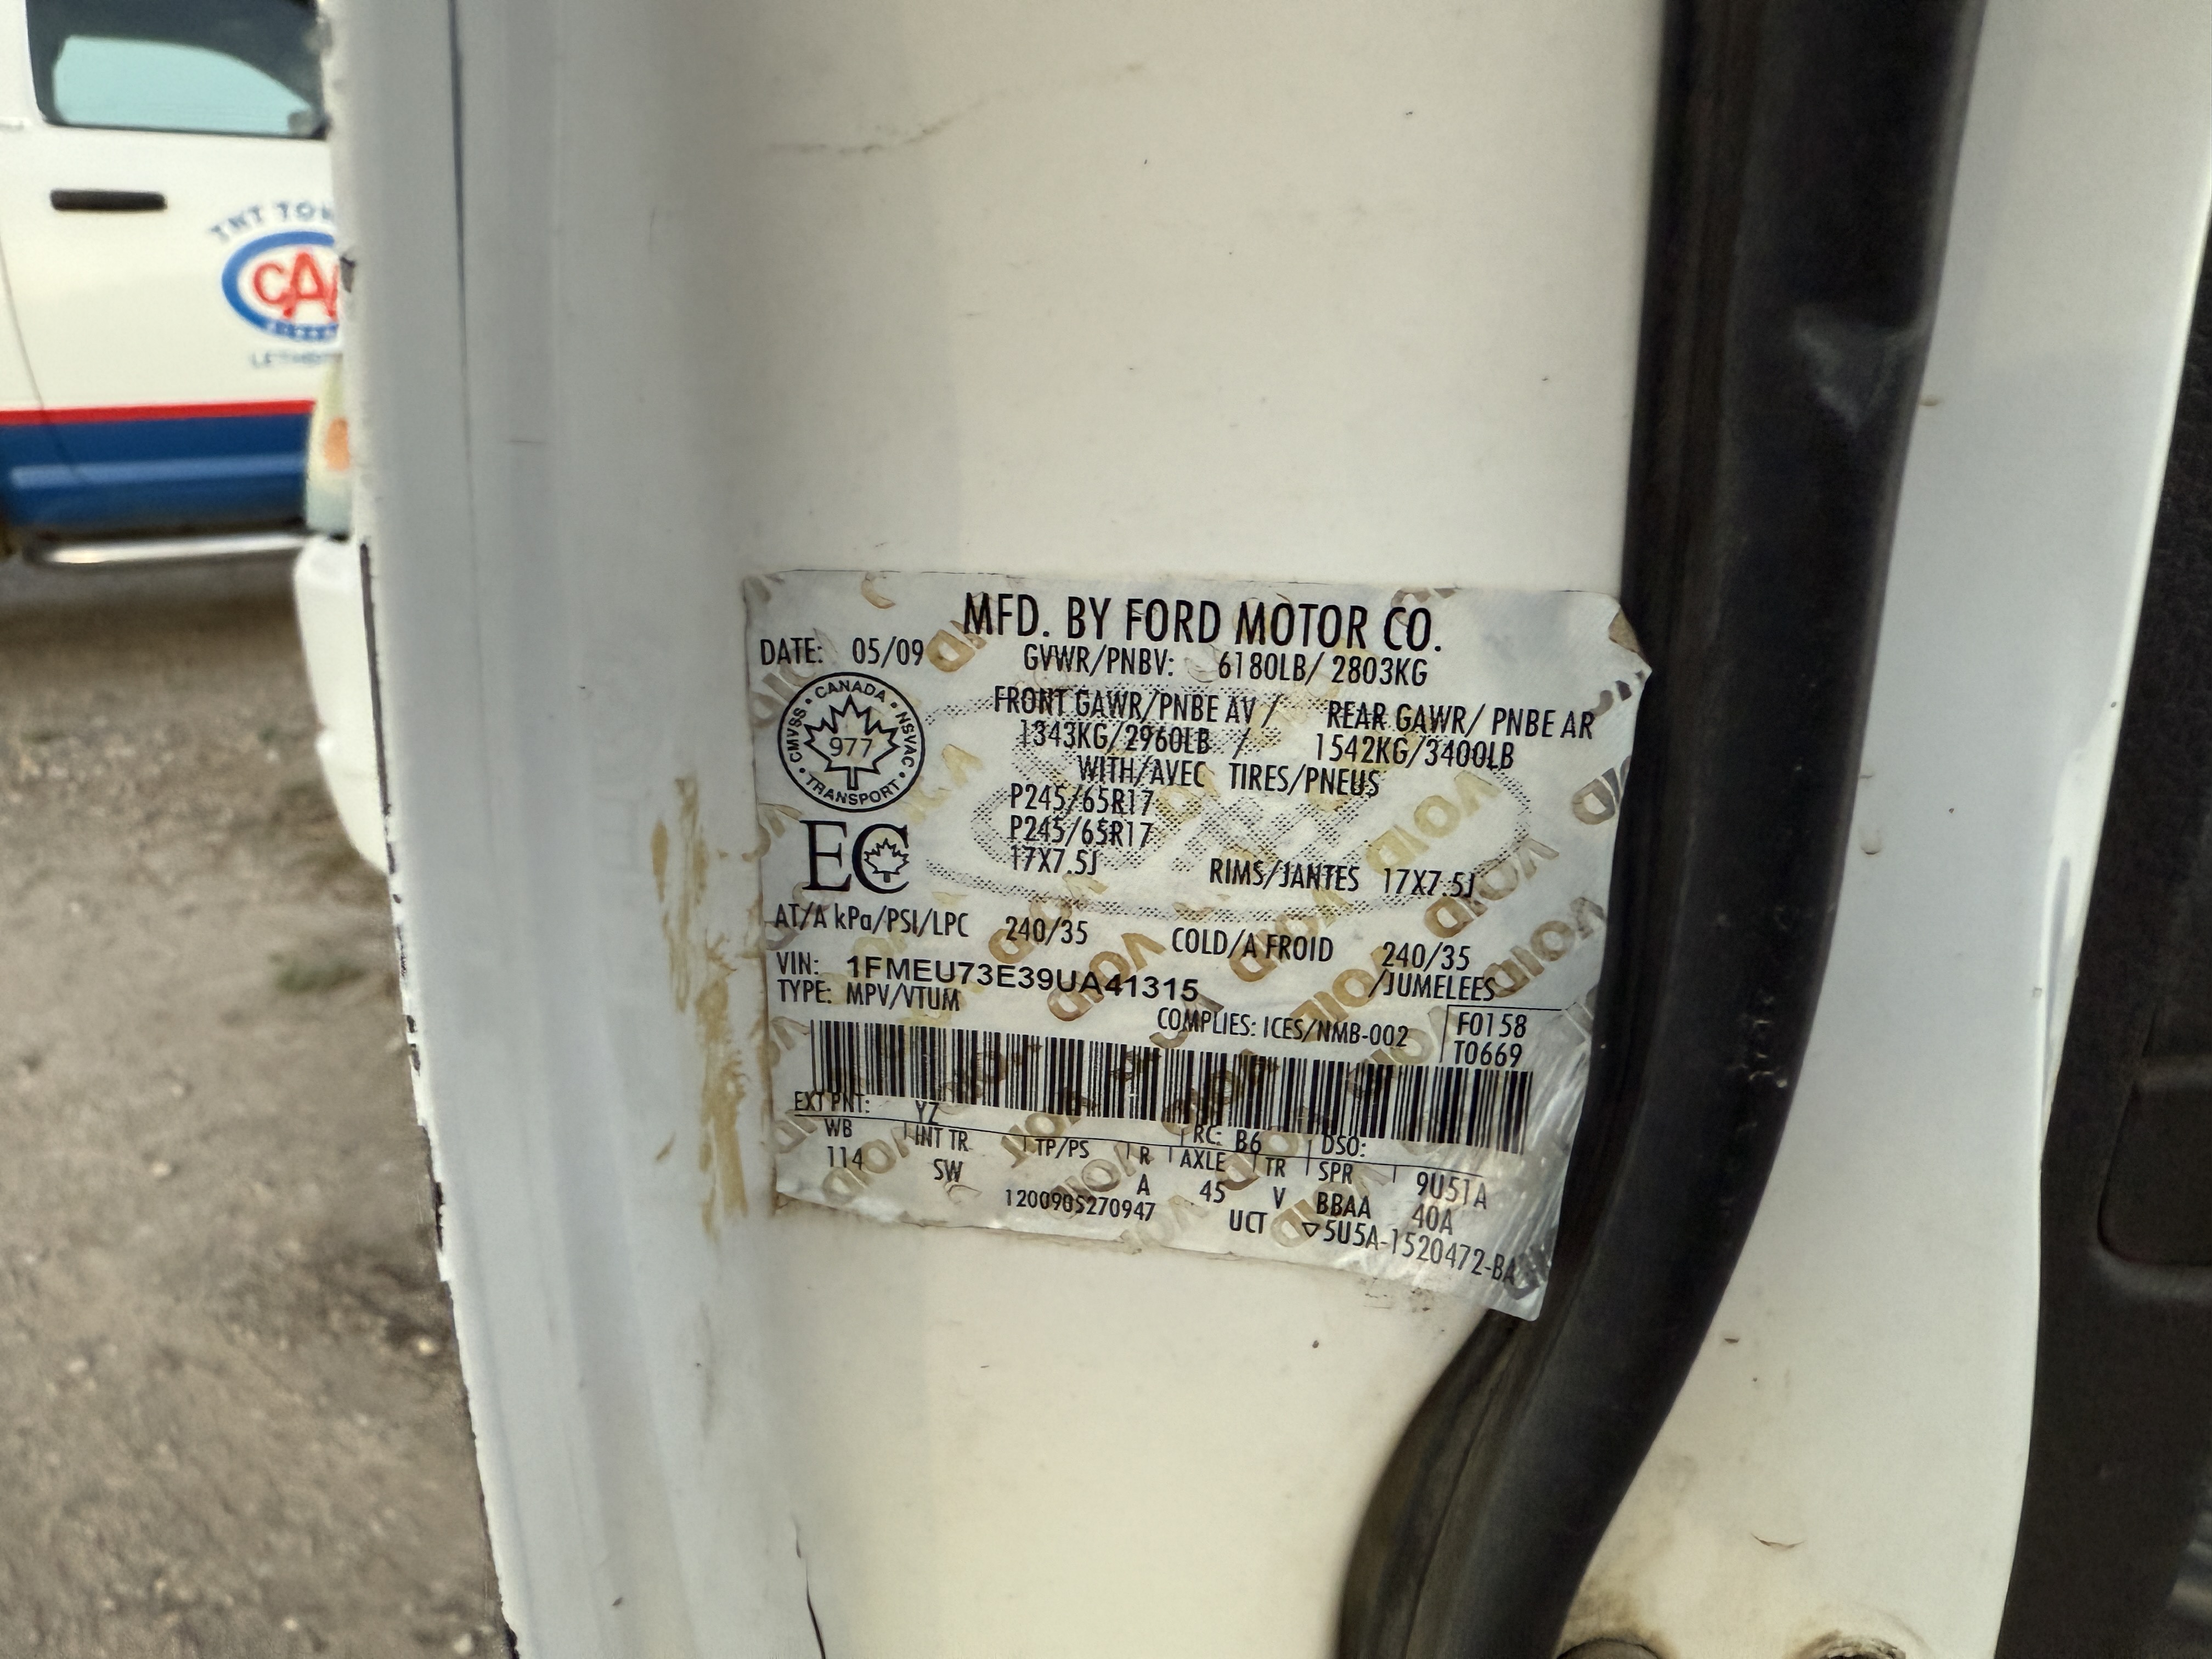 TNT TOW
CAA
MFD. BY FORD MOTOR CO.
DATE: 05/09 GVWR/PNBV: 6180LB/ 2803KG
FRONT GAWR/PNBE AV / REAR GAWR/ PNBE AR
1343KG/2960LB / 1542KG/3400LB
WITH/AVEC TIRES/PNEUS
P245/65R17
P245/65R17
17X7.5J RIMS/JANTES 17X7.5J
CANADA • NSVAC • TRANSPORT • CMVSS •
977
EC
AT/A kPa/PSI/LPC 240/35 COLD/A FROID 240/35
VIN: 1FMEU73E39UA41315 /JUMELEES
TYPE: MPV/VTUM
COMPLIES: ICES/NMB-002 F0158
T0669
EXT PNT: YZ RC: B6 DSO:
WB INT TR TP/PS R AXLE TR SPR 9U51A
114 SW A 45 V BBAA 40A
1200905270947 UCT ▽5U5A-1520472-BA
VOID